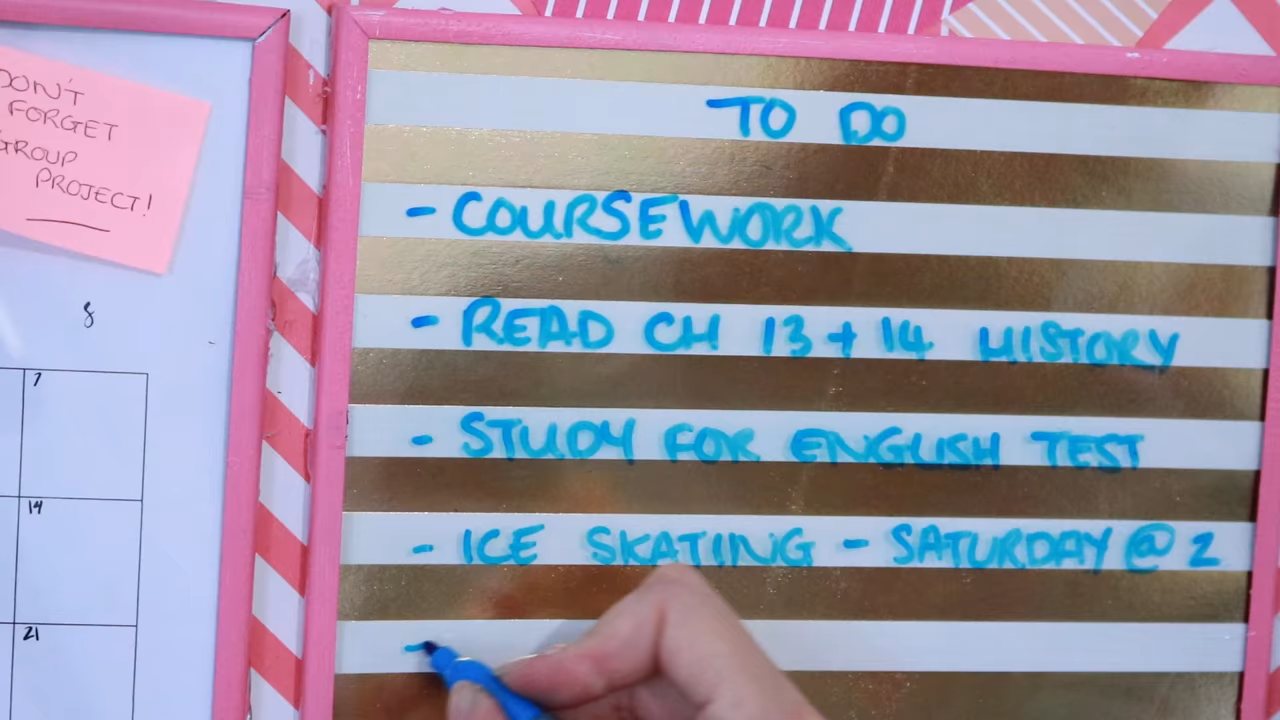 DON'T
FORGET
GROUP
PROJECT!
8
7
14
21
TO DO
- COURSEWORK
- READ CH 13 + 14 HISTORY
- STUDY FOR ENGLISH TEST
- ICE SKATING - SATURDAY @ 2
-